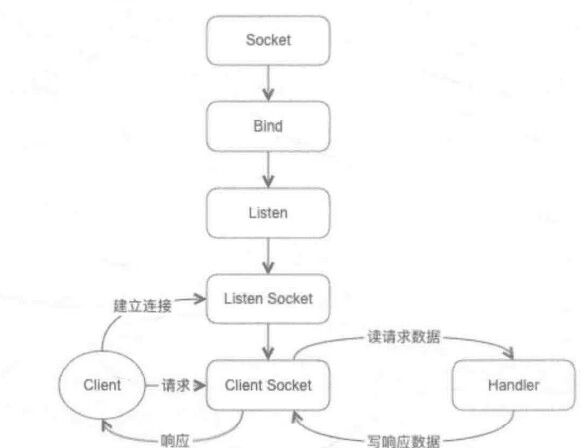 Socket
Bind
Listen
建立连接
Listen Socket
读请求数据
Client
请求
Client Socket
Handler
响应
写响应数据